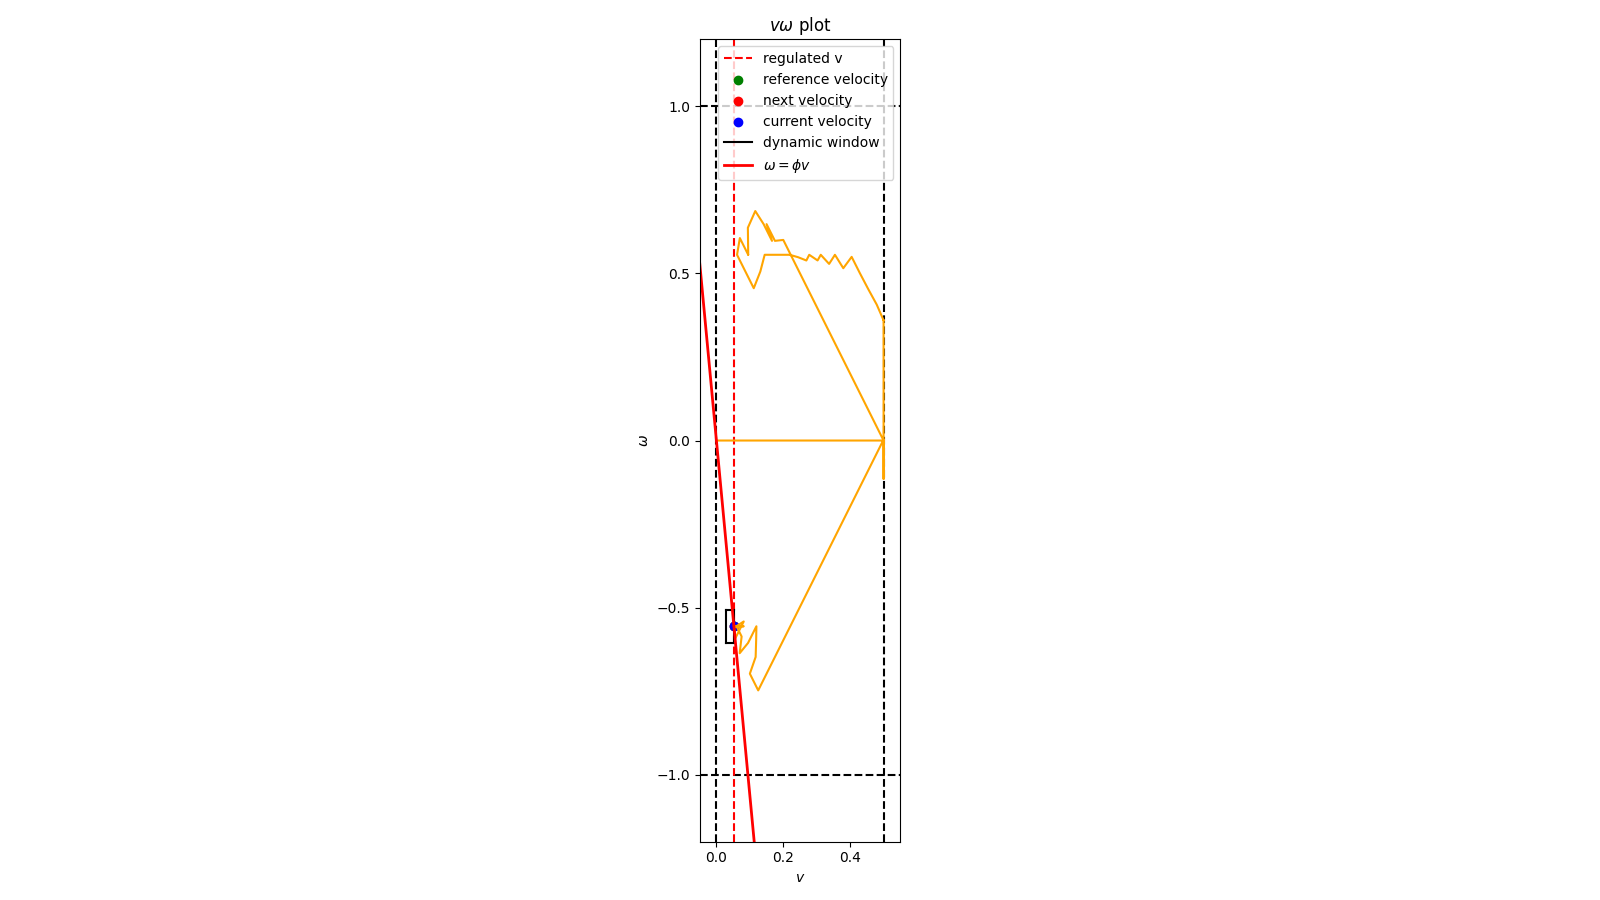 vω plot
regulated v
reference velocity
next velocity
current velocity
dynamic window
ω = ϕv
1.0
0.5
0.0
−0.5
−1.0
ω
0.0 0.2 0.4
v